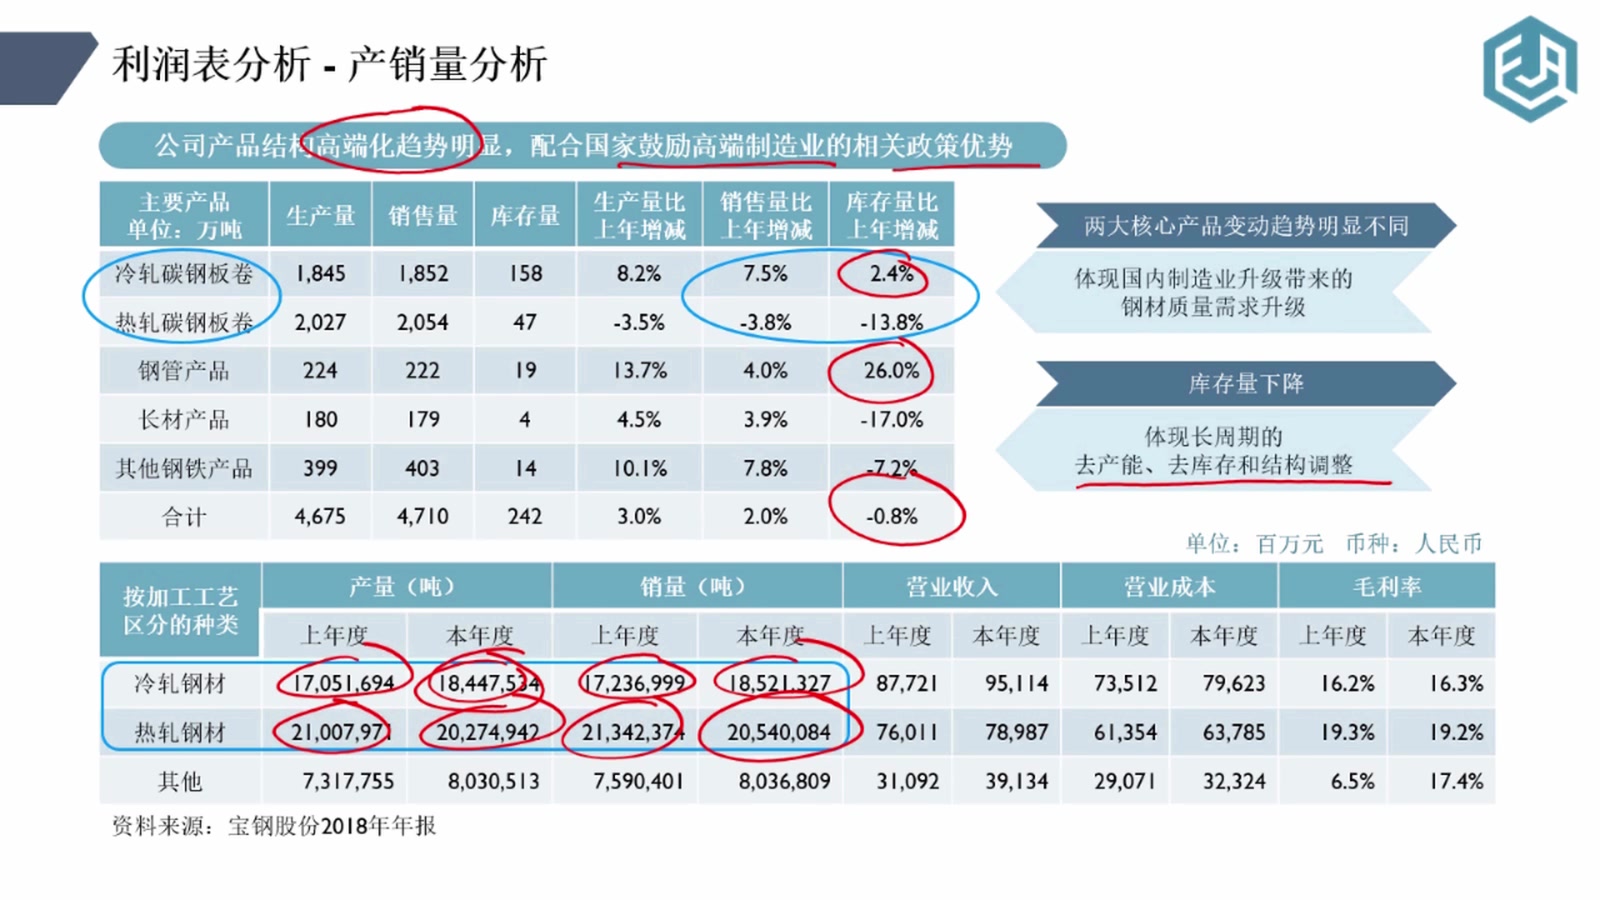 利润表分析 - 产销量分析
公司产品结构高端化趋势明显，配合国家鼓励高端制造业的相关政策优势
主要产品 单位：万吨 生产量 销售量 库存量 生产量比上年增减 销售量比上年增减 库存量比上年增减
冷轧碳钢板卷 1,845 1,852 158 8.2% 7.5% 2.4%
热轧碳钢板卷 2,027 2,054 47 -3.5% -3.8% -13.8%
钢管产品 224 222 19 13.7% 4.0% 26.0%
长材产品 180 179 4 4.5% 3.9% -17.0%
其他钢铁产品 399 403 14 10.1% 7.8% -7.2%
合计 4,675 4,710 242 3.0% 2.0% -0.8%
两大核心产品变动趋势明显不同
体现国内制造业升级带来的
钢材质量需求升级
库存量下降
体现长周期的
去产能、去库存和结构调整
单位：百万元 币种：人民币
按加工工艺区分的种类 产量（吨） 销量（吨） 营业收入 营业成本 毛利率
上年度 本年度 上年度 本年度 上年度 本年度 上年度 本年度 上年度 本年度
冷轧钢材 17,051,694 18,447,534 17,236,999 18,521,327 87,721 95,114 73,512 79,623 16.2% 16.3%
热轧钢材 21,007,971 20,274,942 21,342,374 20,540,084 76,011 78,987 61,354 63,785 19.3% 19.2%
其他 7,317,755 8,030,513 7,590,401 8,036,809 31,092 39,134 29,071 32,324 6.5% 17.4%
资料来源：宝钢股份2018年年报